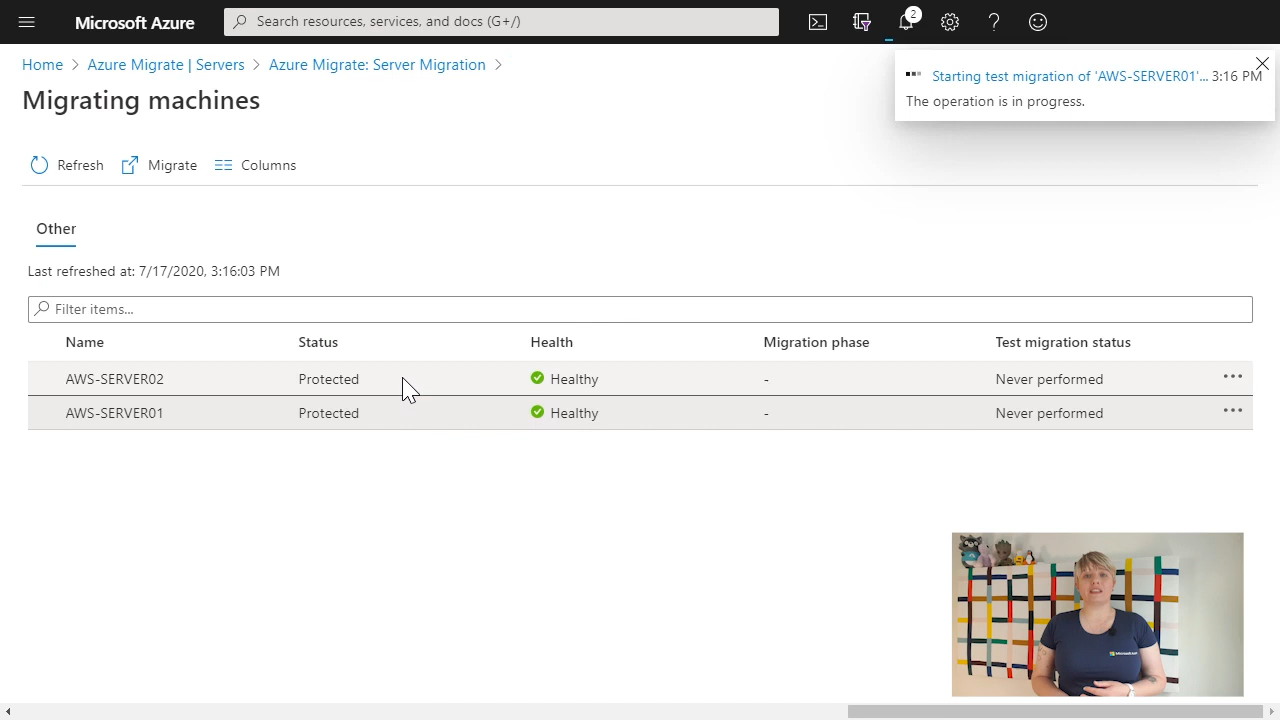 Microsoft Azure
Search resources, services, and docs (G+/)
2
Home > Azure Migrate | Servers > Azure Migrate: Server Migration >
Starting test migration of 'AWS-SERVER01'... 3:16 PM
The operation is in progress.
Migrating machines
Refresh Migrate Columns
Other
Last refreshed at: 7/17/2020, 3:16:03 PM
Filter items...
Name Status Health Migration phase Test migration status
AWS-SERVER02 Protected Healthy - Never performed ...
AWS-SERVER01 Protected Healthy - Never performed ...